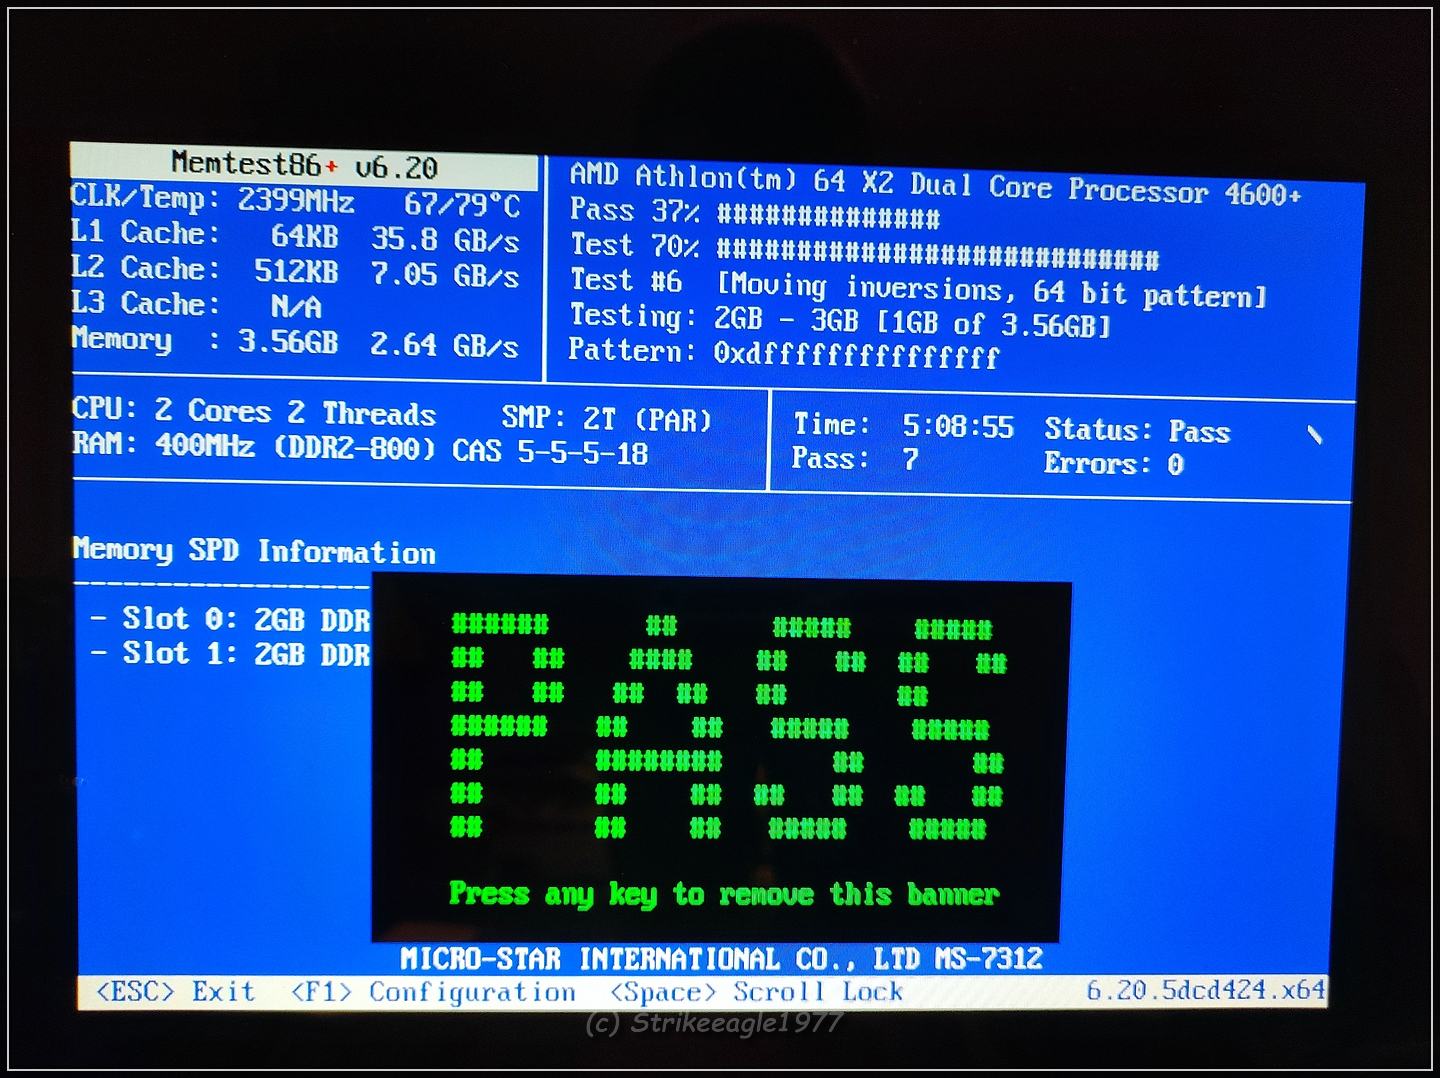 Memtest86+ v6.20
AMD Athlon(tm) 64 X2 Dual Core Processor 4600+
CLK/Temp: 2399MHz 67/79°C
Pass 37% ##############
L1 Cache: 64KB 35.8 GB/s
Test 70% ############################
L2 Cache: 512KB 7.05 GB/s
Test #6 [Moving inversions, 64 bit pattern]
L3 Cache: N/A
Testing: 2GB - 3GB [1GB of 3.56GB]
Memory : 3.56GB 2.64 GB/s
Pattern: 0xdfffffffffffffff
CPU: 2 Cores 2 Threads SMP: 2T (PAR)
Time: 5:08:55 Status: Pass \
RAM: 400MHz (DDR2-800) CAS 5-5-5-18
Pass: 7 Errors: 0
Memory SPD Information
------------------
- Slot 0: 2GB DDR
- Slot 1: 2GB DDR
PASS
Press any key to remove this banner
MICRO-STAR INTERNATIONAL CO., LTD MS-7312
<ESC> Exit <F1> Configuration <Space> Scroll Lock 6.20.5dcd424.x64
(c) Strikeeagle1977